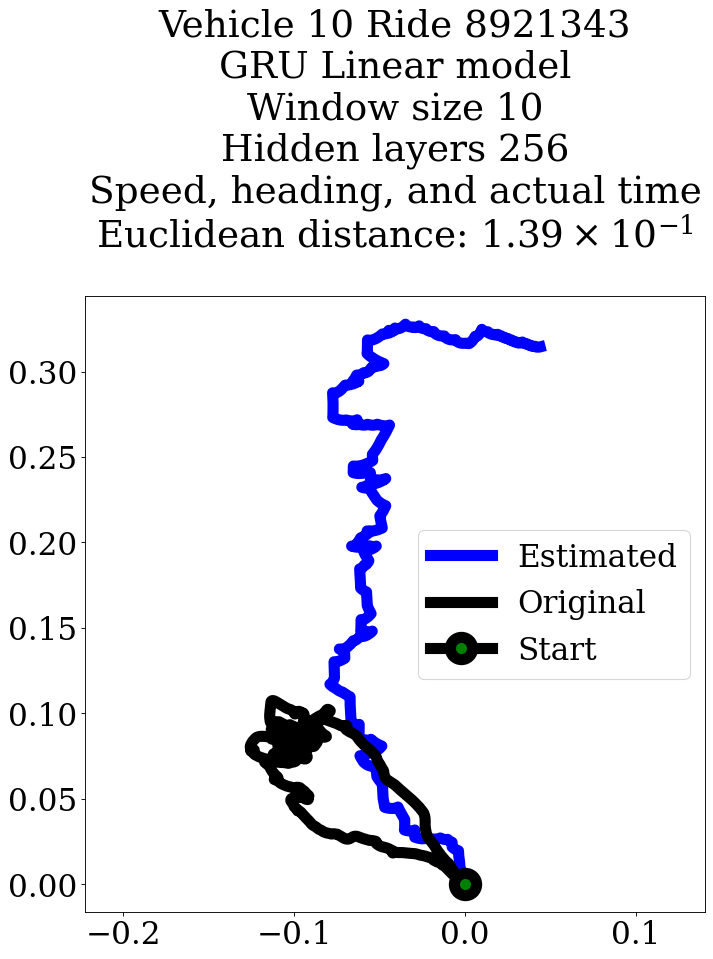 Vehicle 10 Ride 8921343
GRU Linear model
Window size 10
Hidden layers 256
Speed, heading, and actual time
Euclidean distance: 1.39 × 10⁻¹
0.30
0.25
0.20
0.15
0.10
0.05
0.00
Estimated
Original
Start
−0.2
−0.1
0.0
0.1